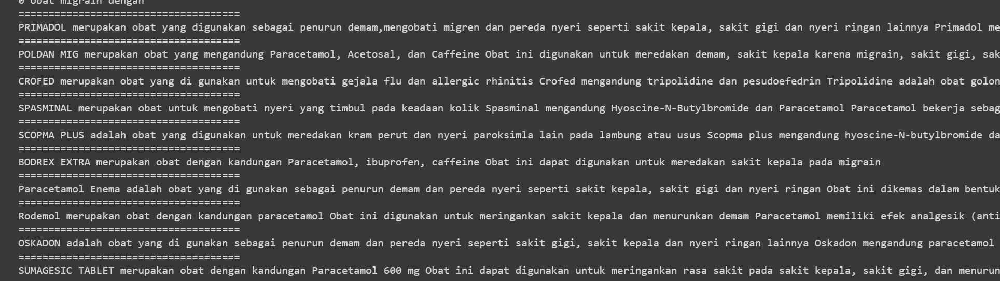 0 obat migrain dengan
=====================================
PRIMADOL merupakan obat yang digunakan sebagai penurun demam,mengobati migren dan pereda nyeri seperti sakit kepala, sakit gigi dan nyeri ringan lainnya Primadol me
=====================================
POLDAN MIG merupakan obat yang mengandung Paracetamol, Acetosal, dan Caffeine Obat ini digunakan untuk meredakan demam, sakit kepala karena migrain, sakit gigi, sak
=====================================
CROFED merupakan obat yang di gunakan untuk mengobati gejala flu dan allergic rhinitis Crofed mengandung tripolidine dan pesudoefedrin Tripolidine adalah obat golon
=====================================
SPASMINAL merupakan obat untuk mengobati nyeri yang timbul pada keadaan kolik Spasminal mengandung Hyoscine-N-Butylbromide dan Paracetamol Paracetamol bekerja sebag
=====================================
SCOPMA PLUS adalah obat yang digunakan untuk meredakan kram perut dan nyeri paroksimla lain pada lambung atau usus Scopma plus mengandung hyoscine-N-butylbromide da
=====================================
BODREX EXTRA merupakan obat dengan kandungan Paracetamol, ibuprofen, caffeine Obat ini dapat digunakan untuk meredakan sakit kepala pada migrain
=====================================
Paracetamol Enema adalah obat yang di gunakan sebagai penurun demam dan pereda nyeri seperti sakit kepala, sakit gigi dan nyeri ringan Obat ini dikemas dalam bentuk
=====================================
Rodemol merupakan obat dengan kandungan paracetamol Obat ini digunakan untuk meringankan sakit kepala dan menurunkan demam Paracetamol memiliki efek analgesik (anti
=====================================
OSKADON adalah obat yang di gunakan sebagai penurun demam dan pereda nyeri seperti sakit gigi, sakit kepala dan nyeri ringan lainnya Oskadon mengandung paracetamol
=====================================
SUMAGESIC TABLET merupakan obat dengan kandungan Paracetamol 600 mg Obat ini dapat digunakan untuk meringankan rasa sakit pada sakit kepala, sakit gigi, dan menurun